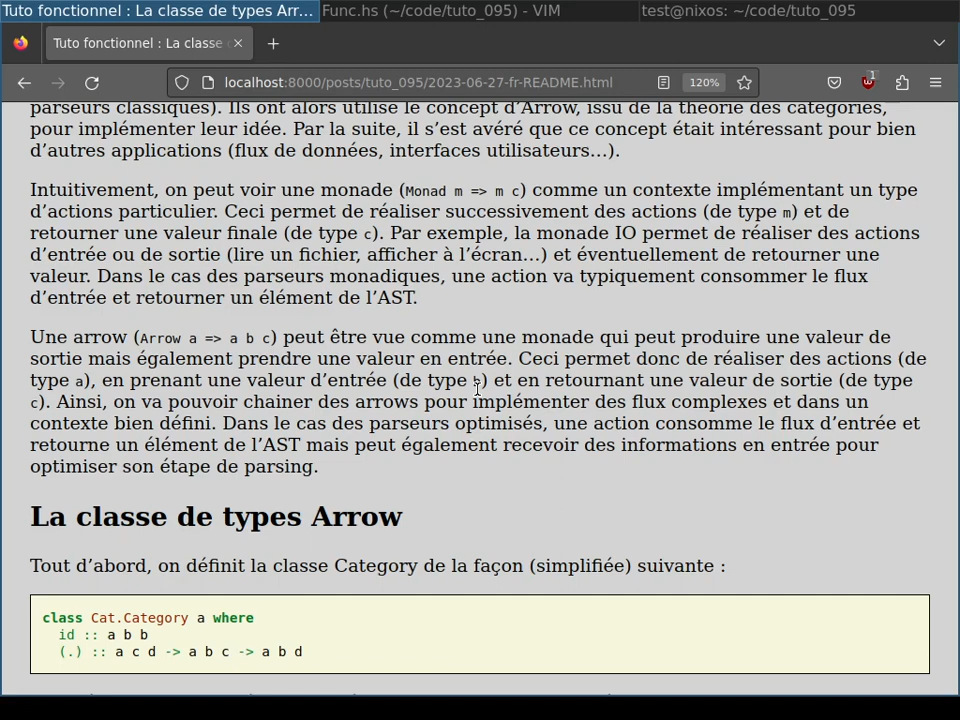 Tuto fonctionnel : La classe de types Arr... Func.hs (~/code/tuto_095) - VIM test@nixos: ~/code/tuto_095
Tuto fonctionnel : La classe
localhost:8000/posts/tuto_095/2023-06-27-fr-README.html 120% 1
parseurs classiques). Ils ont alors utilisé le concept d’Arrow, issu de la théorie des catégories,
pour implémenter leur idée. Par la suite, il s’est avéré que ce concept était intéressant pour bien
d’autres applications (flux de données, interfaces utilisateurs…).
Intuitivement, on peut voir une monade (Monad m => m c) comme un contexte implémentant un type
d’actions particulier. Ceci permet de réaliser successivement des actions (de type m) et de
retourner une valeur finale (de type c). Par exemple, la monade IO permet de réaliser des actions
d’entrée ou de sortie (lire un fichier, afficher à l’écran…) et éventuellement de retourner une
valeur. Dans le cas des parseurs monadiques, une action va typiquement consommer le flux
d’entrée et retourner un élément de l’AST.
Une arrow (Arrow a => a b c) peut être vue comme une monade qui peut produire une valeur de
sortie mais également prendre une valeur en entrée. Ceci permet donc de réaliser des actions (de
type a), en prenant une valeur d’entrée (de type b) et en retournant une valeur de sortie (de type
c). Ainsi, on va pouvoir chainer des arrows pour implémenter des flux complexes et dans un
contexte bien défini. Dans le cas des parseurs optimisés, une action consomme le flux d’entrée et
retourne un élément de l’AST mais peut également recevoir des informations en entrée pour
optimiser son étape de parsing.
La classe de types Arrow
Tout d’abord, on définit la classe Category de la façon (simplifiée) suivante :
class Cat.Category a where
id :: a b b
(.) :: a c d -> a b c -> a b d